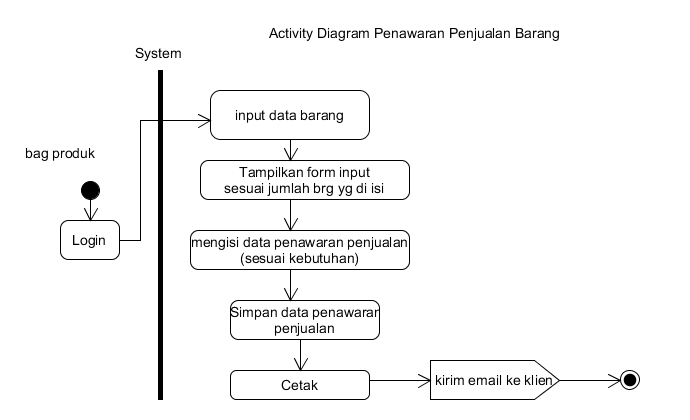 Activity Diagram Penawaran Penjualan Barang
System
bag produk
Login
input data barang
Tampilkan form input
sesuai jumlah brg yg di isi
mengisi data penawaran penjualan
(sesuai kebutuhan)
Simpan data penawaran
penjualan
Cetak
kirim email ke klien